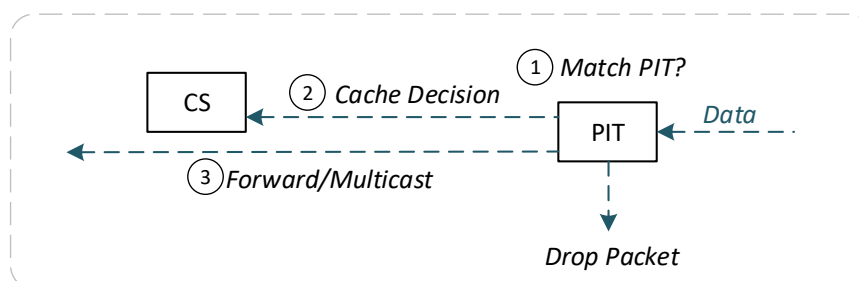 1 Match PIT?
CS
2 Cache Decision
PIT
Data
3 Forward/Multicast
Drop Packet